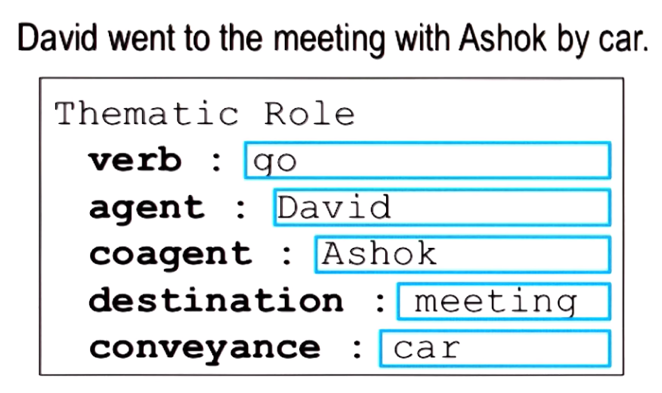 David went to the meeting with Ashok by car.
Thematic Role
verb : go
agent : David
coagent : Ashok
destination : meeting
conveyance : car